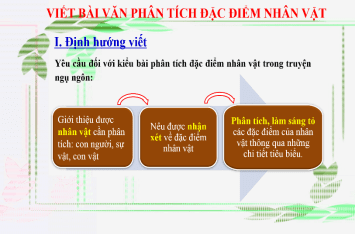 VIẾT BÀI VĂN PHÂN TÍCH ĐẶC ĐIỂM NHÂN VẬT
I. Định hướng viết
Yêu cầu đối với kiểu bài phân tích đặc điểm nhân vật trong truyện
ngụ ngôn:
Giới thiệu được
nhân vật cần phân
tích: con người, sự
vật, con vật
Nêu được nhận
xét về đặc điểm
nhân vật
Phân tích, làm sáng tỏ
các đặc điểm của nhân
vật thông qua những
chi tiết tiêu biểu.